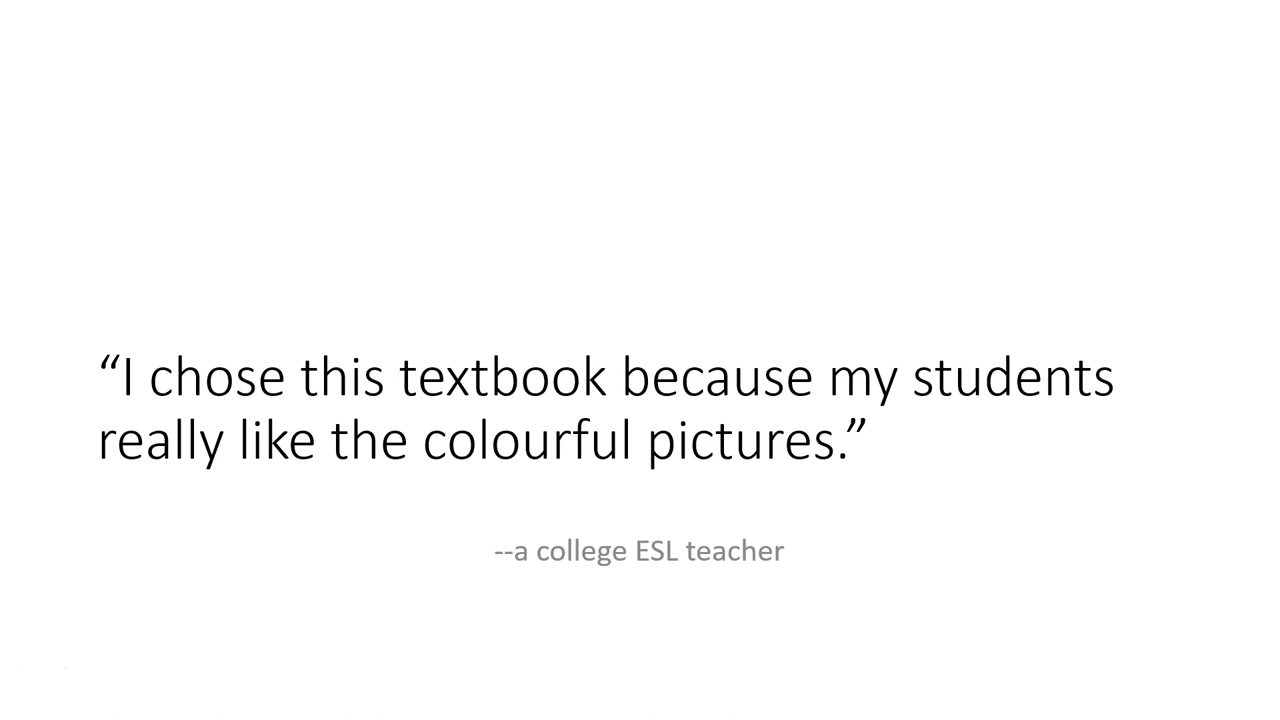 “I chose this textbook because my students
really like the colourful pictures.”
--a college ESL teacher